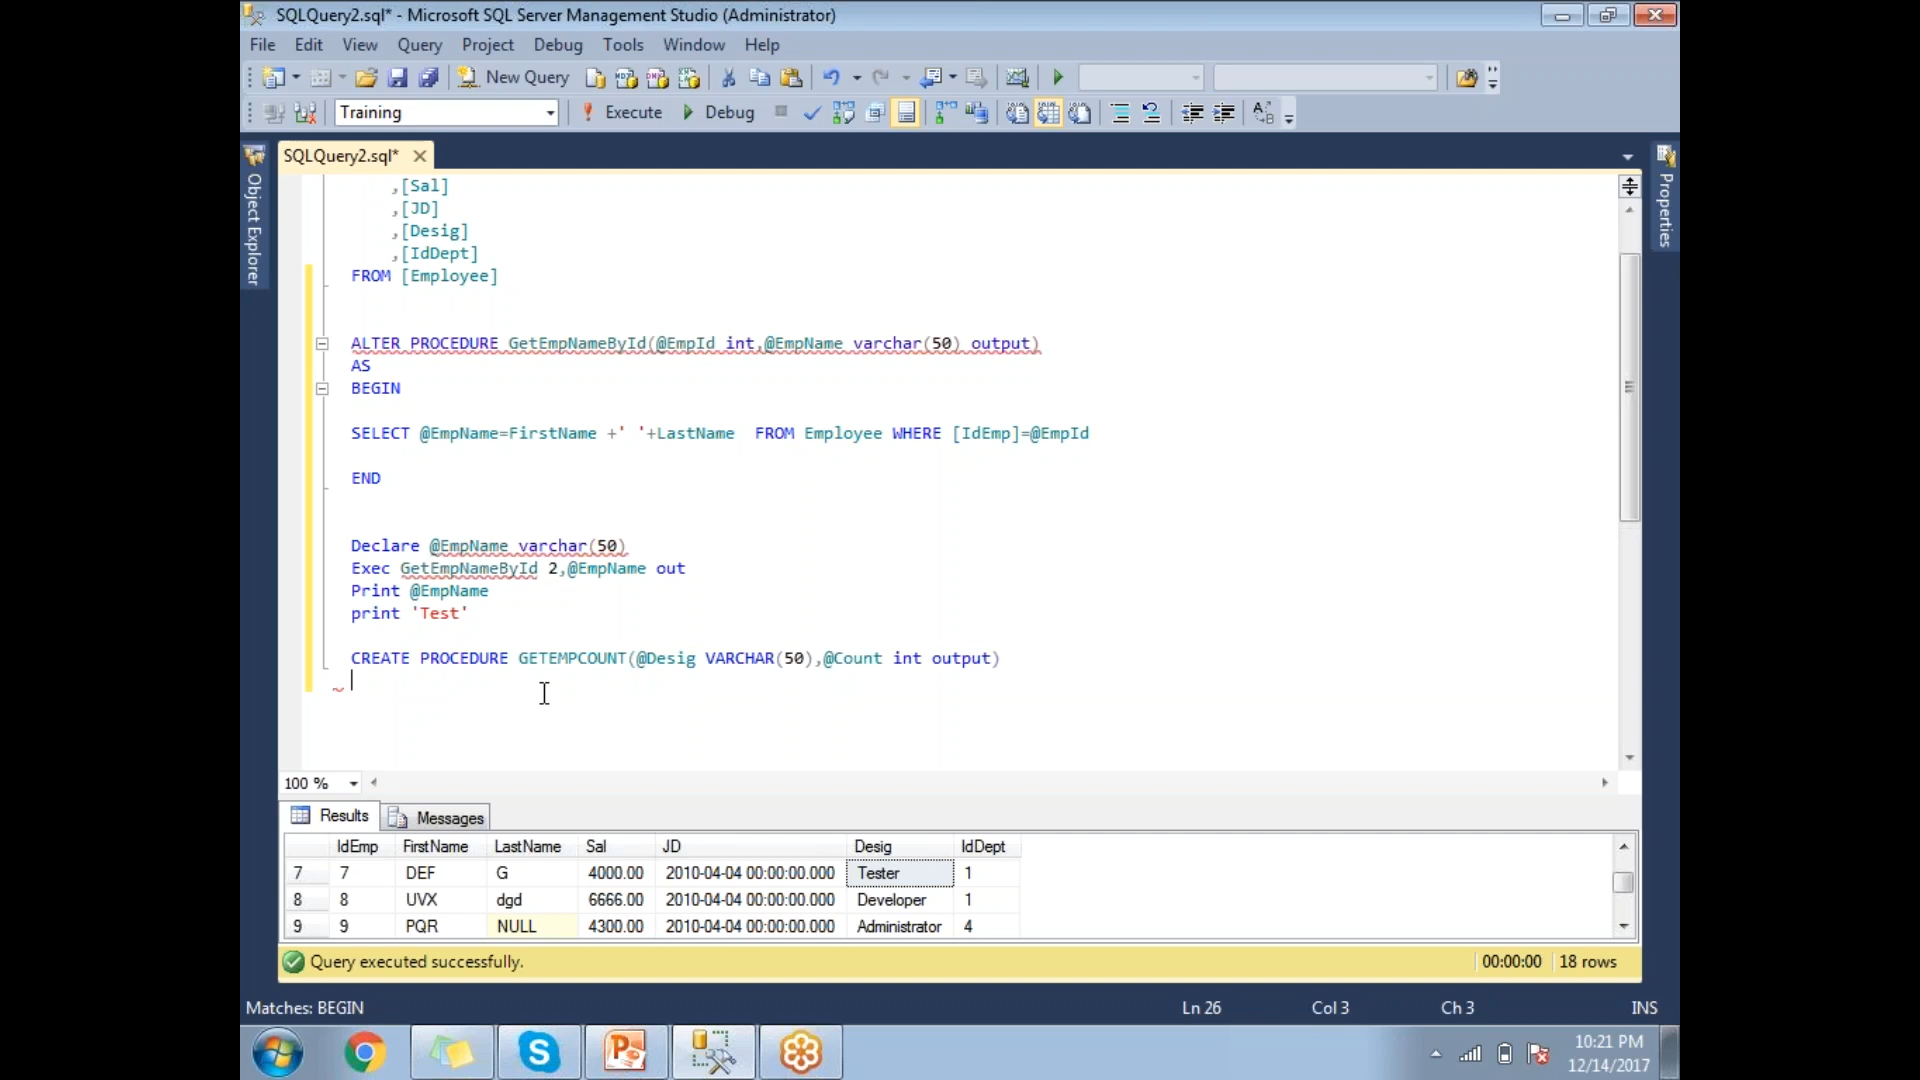 SQLQuery2.sql* - Microsoft SQL Server Management Studio (Administrator)
File Edit View Query Project Debug Tools Window Help
New Query
Training Execute Debug
SQLQuery2.sql*
Object Explorer
Properties
,[Sal]
,[JD]
,[Desig]
,[IdDept]
FROM [Employee]
ALTER PROCEDURE GetEmpNameById(@EmpId int,@EmpName varchar(50) output)
AS
BEGIN
SELECT @EmpName=FirstName +' '+LastName  FROM Employee WHERE [IdEmp]=@EmpId
END
Declare @EmpName varchar(50)
Exec GetEmpNameById 2,@EmpName out
Print @EmpName
print 'Test'
CREATE PROCEDURE GETEMPCOUNT(@Desig VARCHAR(50),@Count int output)
100 %
Results Messages
IdEmp FirstName LastName Sal JD Desig IdDept
7 7 DEF G 4000.00 2010-04-04 00:00:00.000 Tester 1
8 8 UVX dgd 6666.00 2010-04-04 00:00:00.000 Developer 1
9 9 PQR NULL 4300.00 2010-04-04 00:00:00.000 Administrator 4
Query executed successfully. 00:00:00 18 rows
Matches: BEGIN Ln 26 Col 3 Ch 3 INS
10:21 PM
12/14/2017